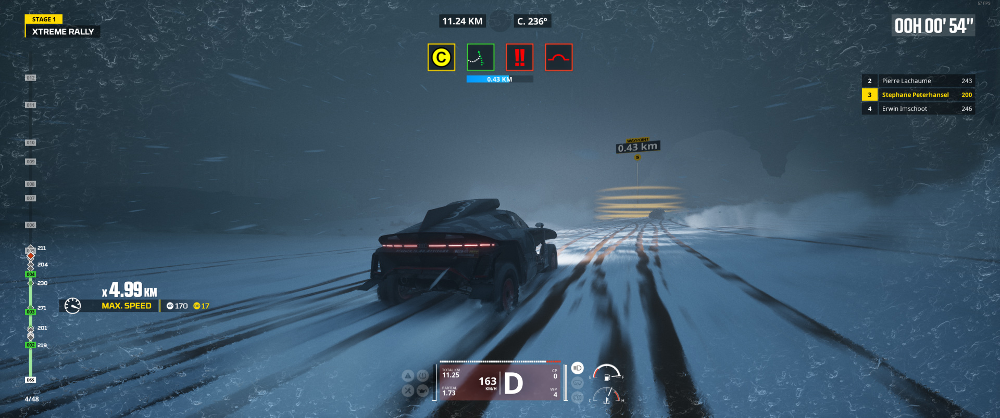 57 FPS
STAGE 1
XTREME RALLY
11.24 KM
C. 236°
00H 00' 54"
C
!!
0.43 KM
2 Pierre Lachaume 243
3 Stephane Peterhansel 200
4 Erwin Imschoot 246
WAYPOINT
0.43 km
5
012
011
010
009
008
007
006
005
211
204
004
230
271
003
201
002
219
DSS
4/48
x 4.99 KM
MAX. SPEED XP 170 DP 17
TOTAL KM
11.25
PARTIAL
1.73
163
KM/H
D
CP
0
WP
4
E F
C H